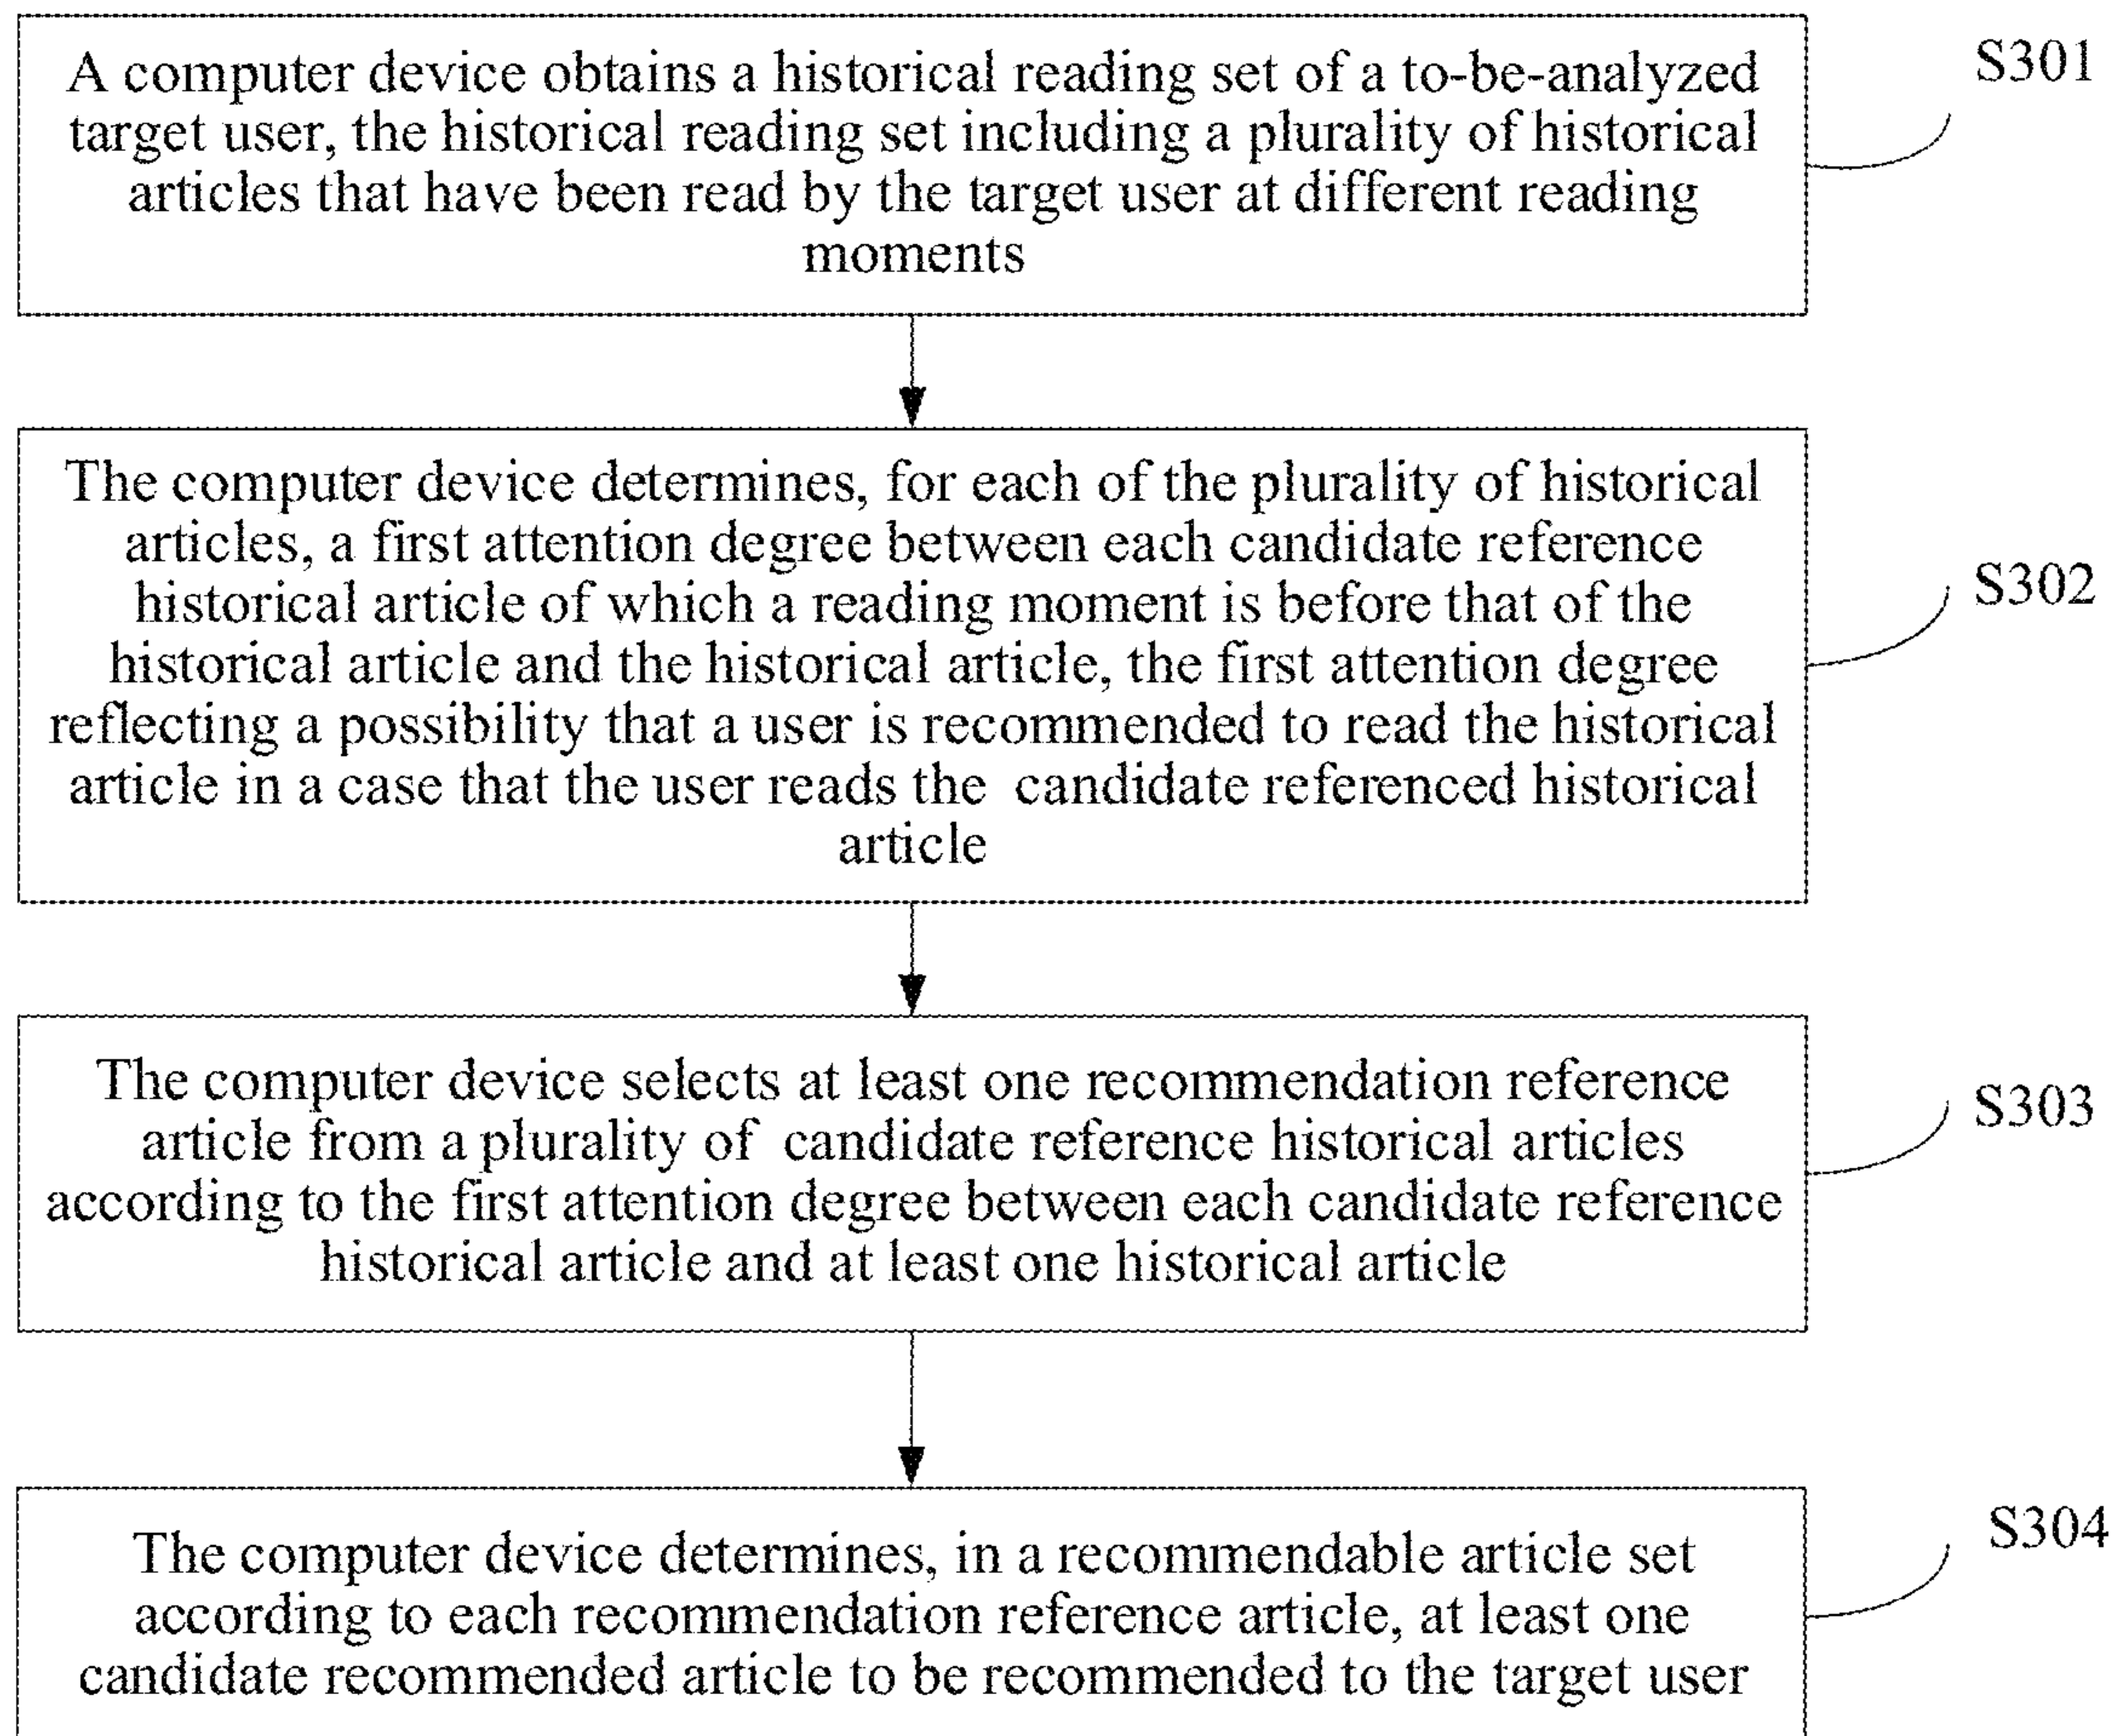 A computer device obtains a historical reading set of a to-be-analyzed
target user, the historical reading set including a plurality of historical
articles that have been read by the target user at different reading
moments
S301
The computer device determines, for each of the plurality of historical
articles, a first attention degree between each candidate reference
historical article of which a reading moment is before that of the
historical article and the historical article, the first attention degree
reflecting a possibility that a user is recommended to read the historical
article in a case that the user reads the candidate referenced historical
article
S302
The computer device selects at least one recommendation reference
article from a plurality of candidate reference historical articles
according to the first attention degree between each candidate reference
historical article and at least one historical article
S303
The computer device determines, in a recommendable article set
according to each recommendation reference article, at least one
candidate recommended article to be recommended to the target user
S304